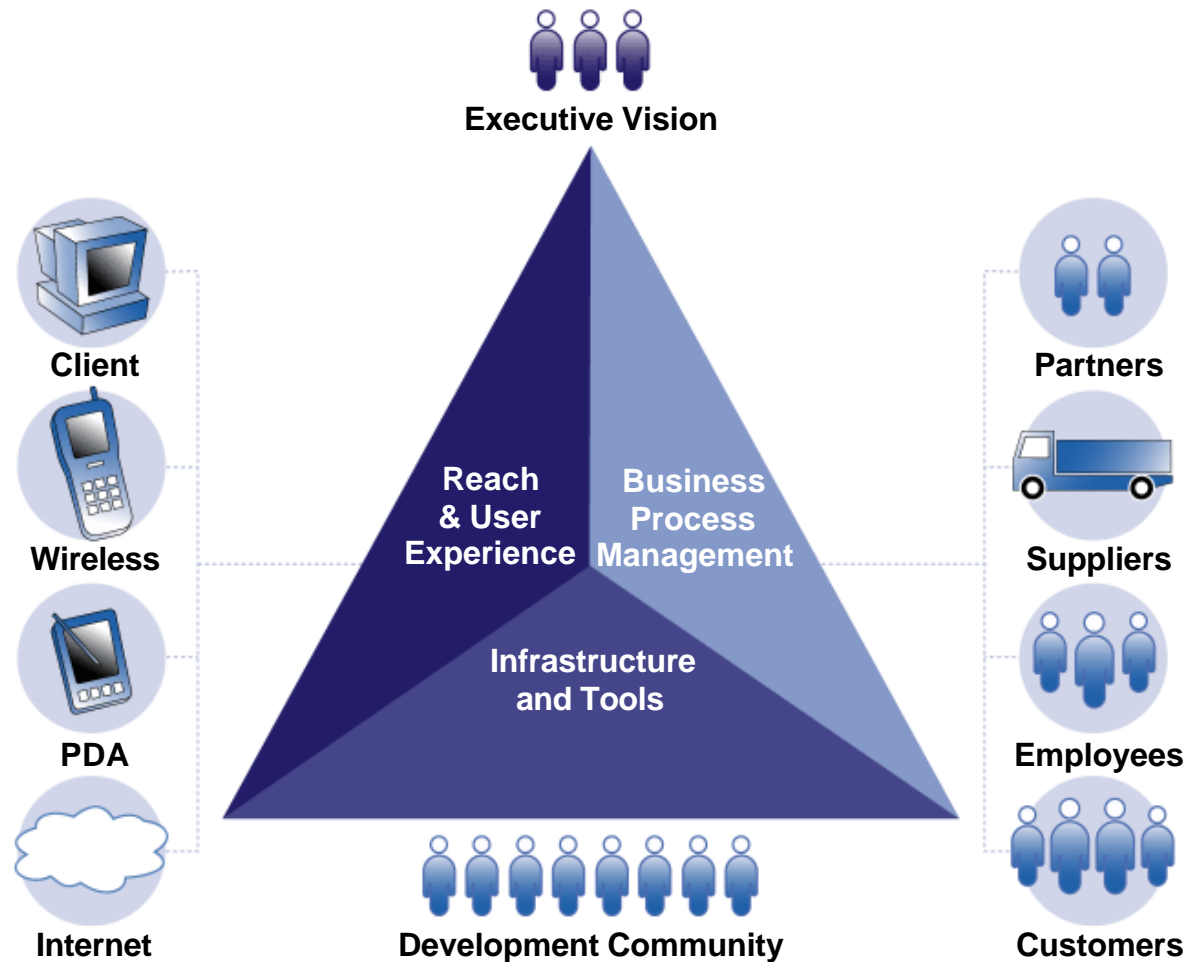 Executive Vision
Client
Partners
Reach
& User
Experience
Business
Process
Management
Wireless
Suppliers
Infrastructure
and Tools
PDA
Employees
Internet
Development Community
Customers